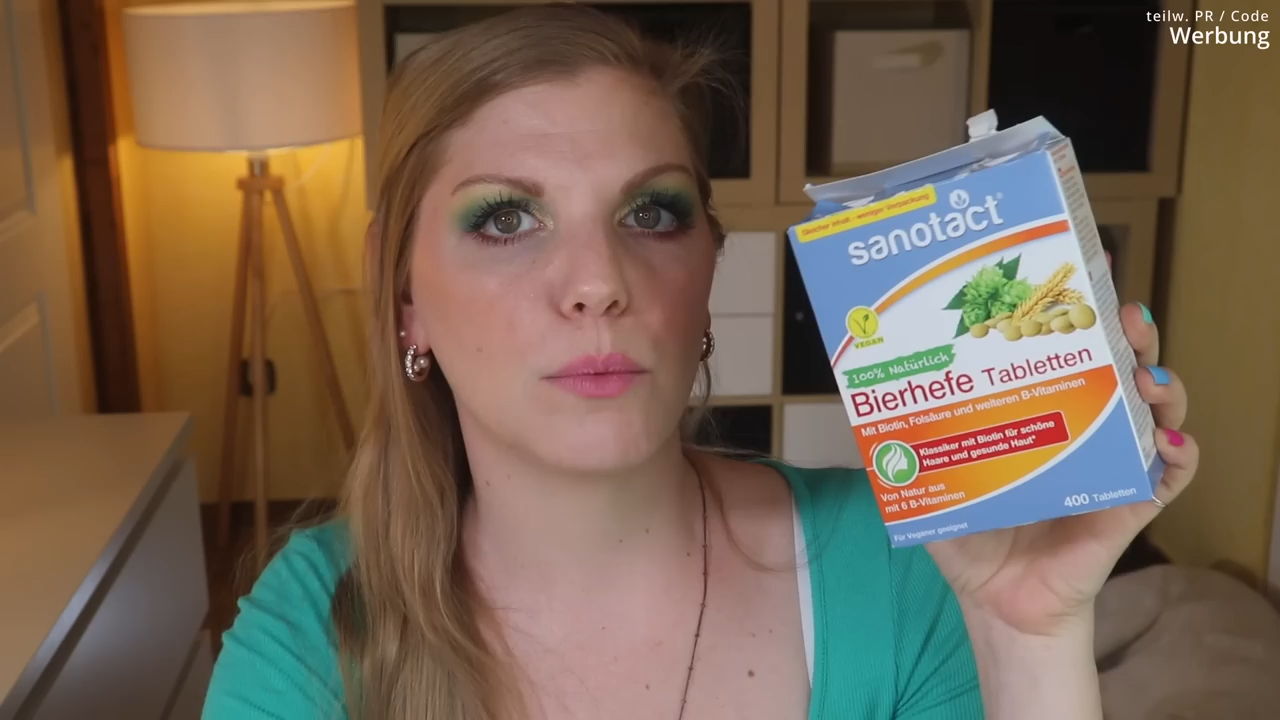 teilw. PR / Code
Werbung
Gleicher Inhalt - weniger Verpackung
sanotact
VEGAN
100% Natürlich
Bierhefe Tabletten
Mit Biotin, Folsäure und weiteren B-Vitaminen
Klassiker mit Biotin für schöne
Haare und gesunde Haut*
Von Natur aus
mit 6 B-Vitaminen
400 Tabletten
Für Veganer geeignet